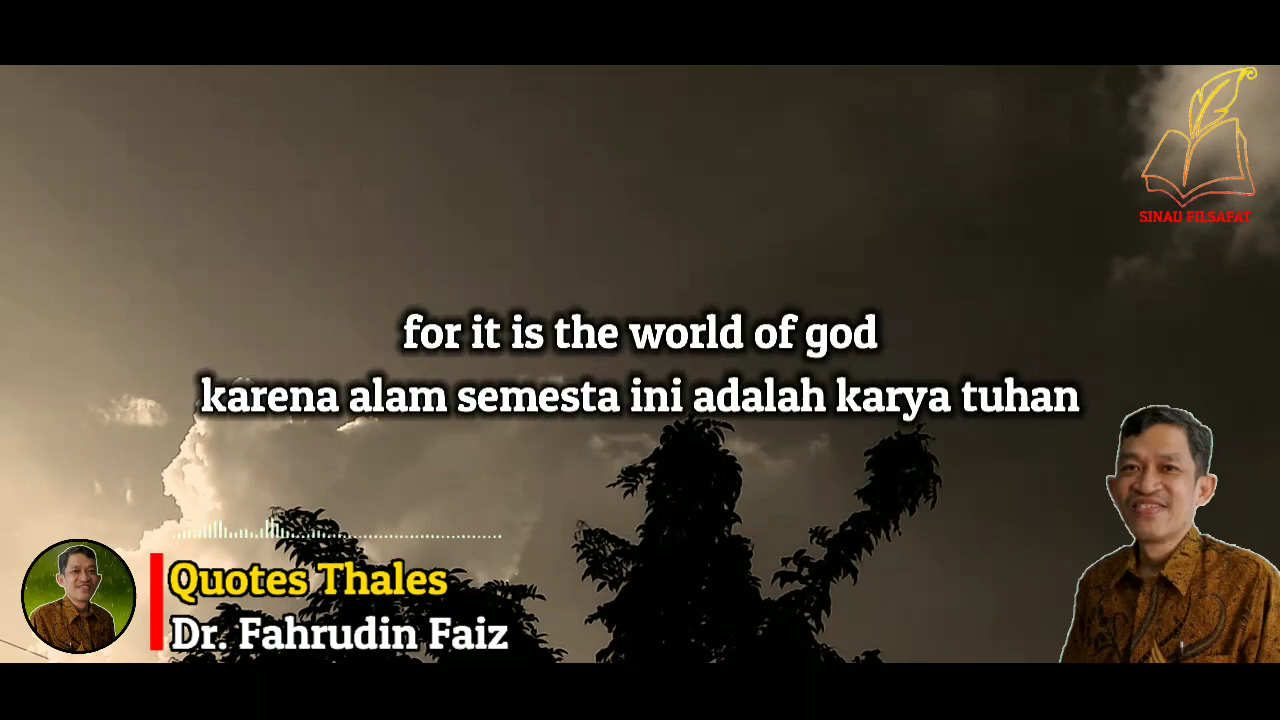 SINAU FILSAFAT
for it is the world of god
karena alam semesta ini adalah karya tuhan
Quotes Thales
Dr. Fahrudin Faiz